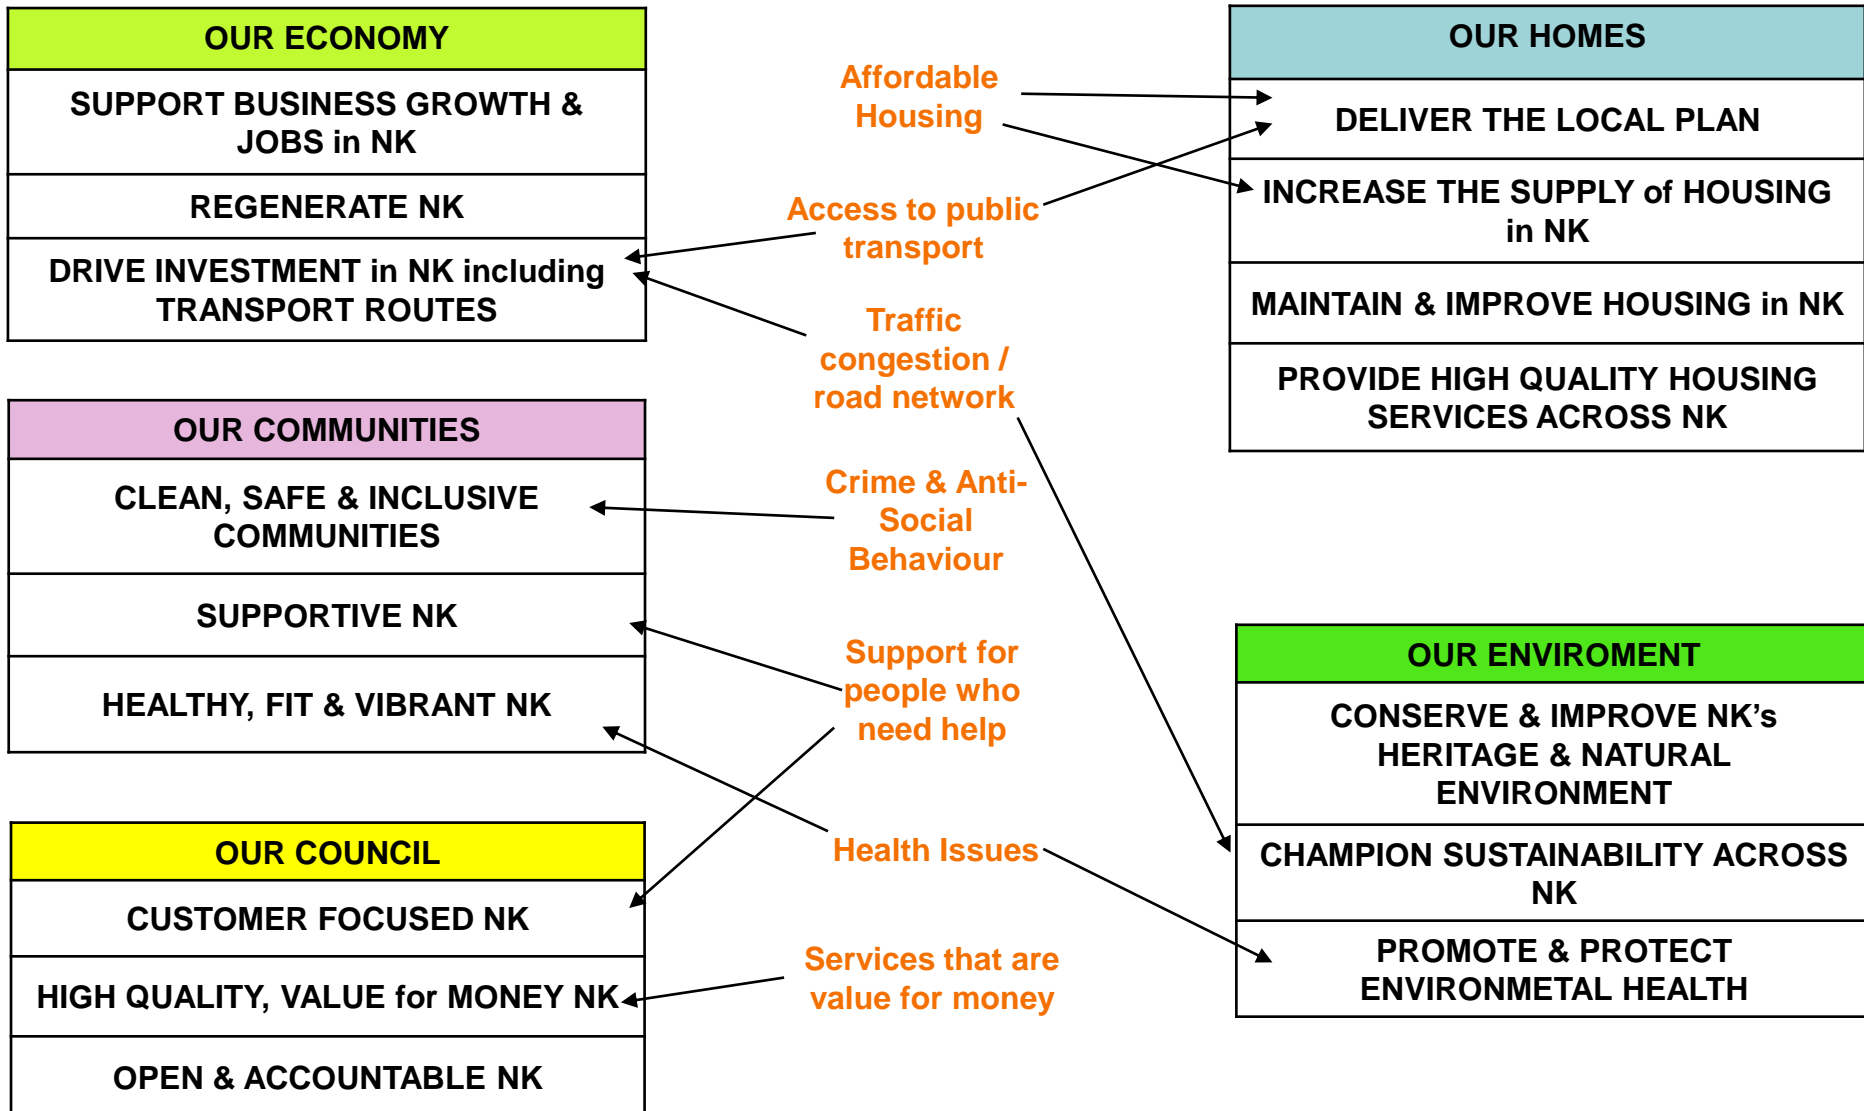 OUR ECONOMY
SUPPORT BUSINESS GROWTH &
JOBS in NK
REGENERATE NK
DRIVE INVESTMENT in NK including
TRANSPORT ROUTES
OUR COMMUNITIES
CLEAN, SAFE & INCLUSIVE
COMMUNITIES
SUPPORTIVE NK
HEALTHY, FIT & VIBRANT NK
OUR COUNCIL
CUSTOMER FOCUSED NK
HIGH QUALITY, VALUE for MONEY NK
OPEN & ACCOUNTABLE NK
Affordable
Housing
Access to public
transport
Traffic
congestion /
road network
Crime & Anti-
Social
Behaviour
Support for
people who
need help
Health Issues
Services that are
value for money
OUR HOMES
DELIVER THE LOCAL PLAN
INCREASE THE SUPPLY of HOUSING
in NK
MAINTAIN & IMPROVE HOUSING in NK
PROVIDE HIGH QUALITY HOUSING
SERVICES ACROSS NK
OUR ENVIROMENT
CONSERVE & IMPROVE NK’s
HERITAGE & NATURAL
ENVIRONMENT
CHAMPION SUSTAINABILITY ACROSS
NK
PROMOTE & PROTECT
ENVIRONMETAL HEALTH